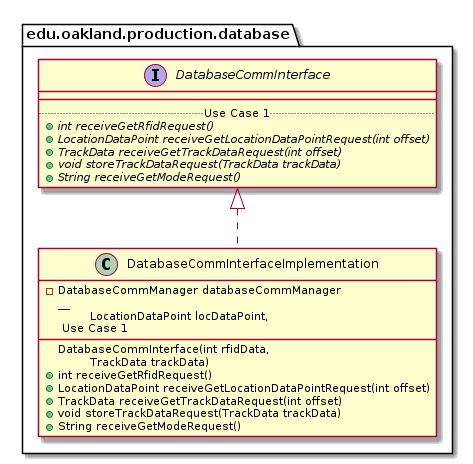 edu.oakland.production.database
I DatabaseCommInterface
Use Case 1
int receiveGetRfidRequest()
LocationDataPoint receiveGetLocationDataPointRequest(int offset)
TrackData receiveGetTrackDataRequest(int offset)
void storeTrackDataRequest(TrackData trackData)
String receiveGetModeRequest()
C DatabaseCommInterfaceImplementation
DatabaseCommManager databaseCommManager
__
LocationDataPoint locDataPoint,
Use Case 1
DatabaseCommInterface(int rfidData,
TrackData trackData)
int receiveGetRfidRequest()
LocationDataPoint receiveGetLocationDataPointRequest(int offset)
TrackData receiveGetTrackDataRequest(int offset)
void storeTrackDataRequest(TrackData trackData)
String receiveGetModeRequest()